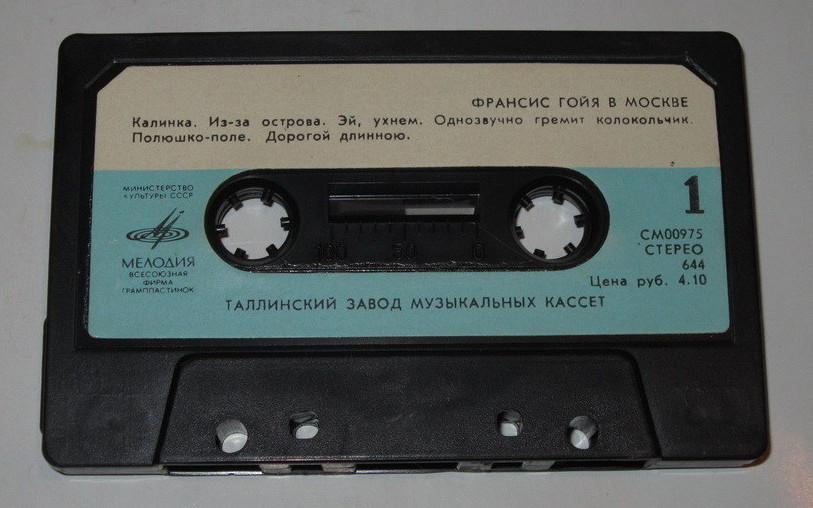 ФРАНСИС ГОЙЯ В МОСКВЕ
Калинка. Из-за острова. Эй, ухнем. Однозвучно гремит колокольчик.
Полюшко-поле. Дорогой длинною.
МИНИСТЕРСТВО
КУЛЬТУРЫ СССР
МЕЛОДИЯ
ВСЕСОЮЗНАЯ
ФИРМА
ГРАМПЛАСТИНОК
100 50 0
1
СМ00975
СТЕРЕО
644
Цена руб. 4.10
ТАЛЛИНСКИЙ ЗАВОД МУЗЫКАЛЬНЫХ КАССЕТ